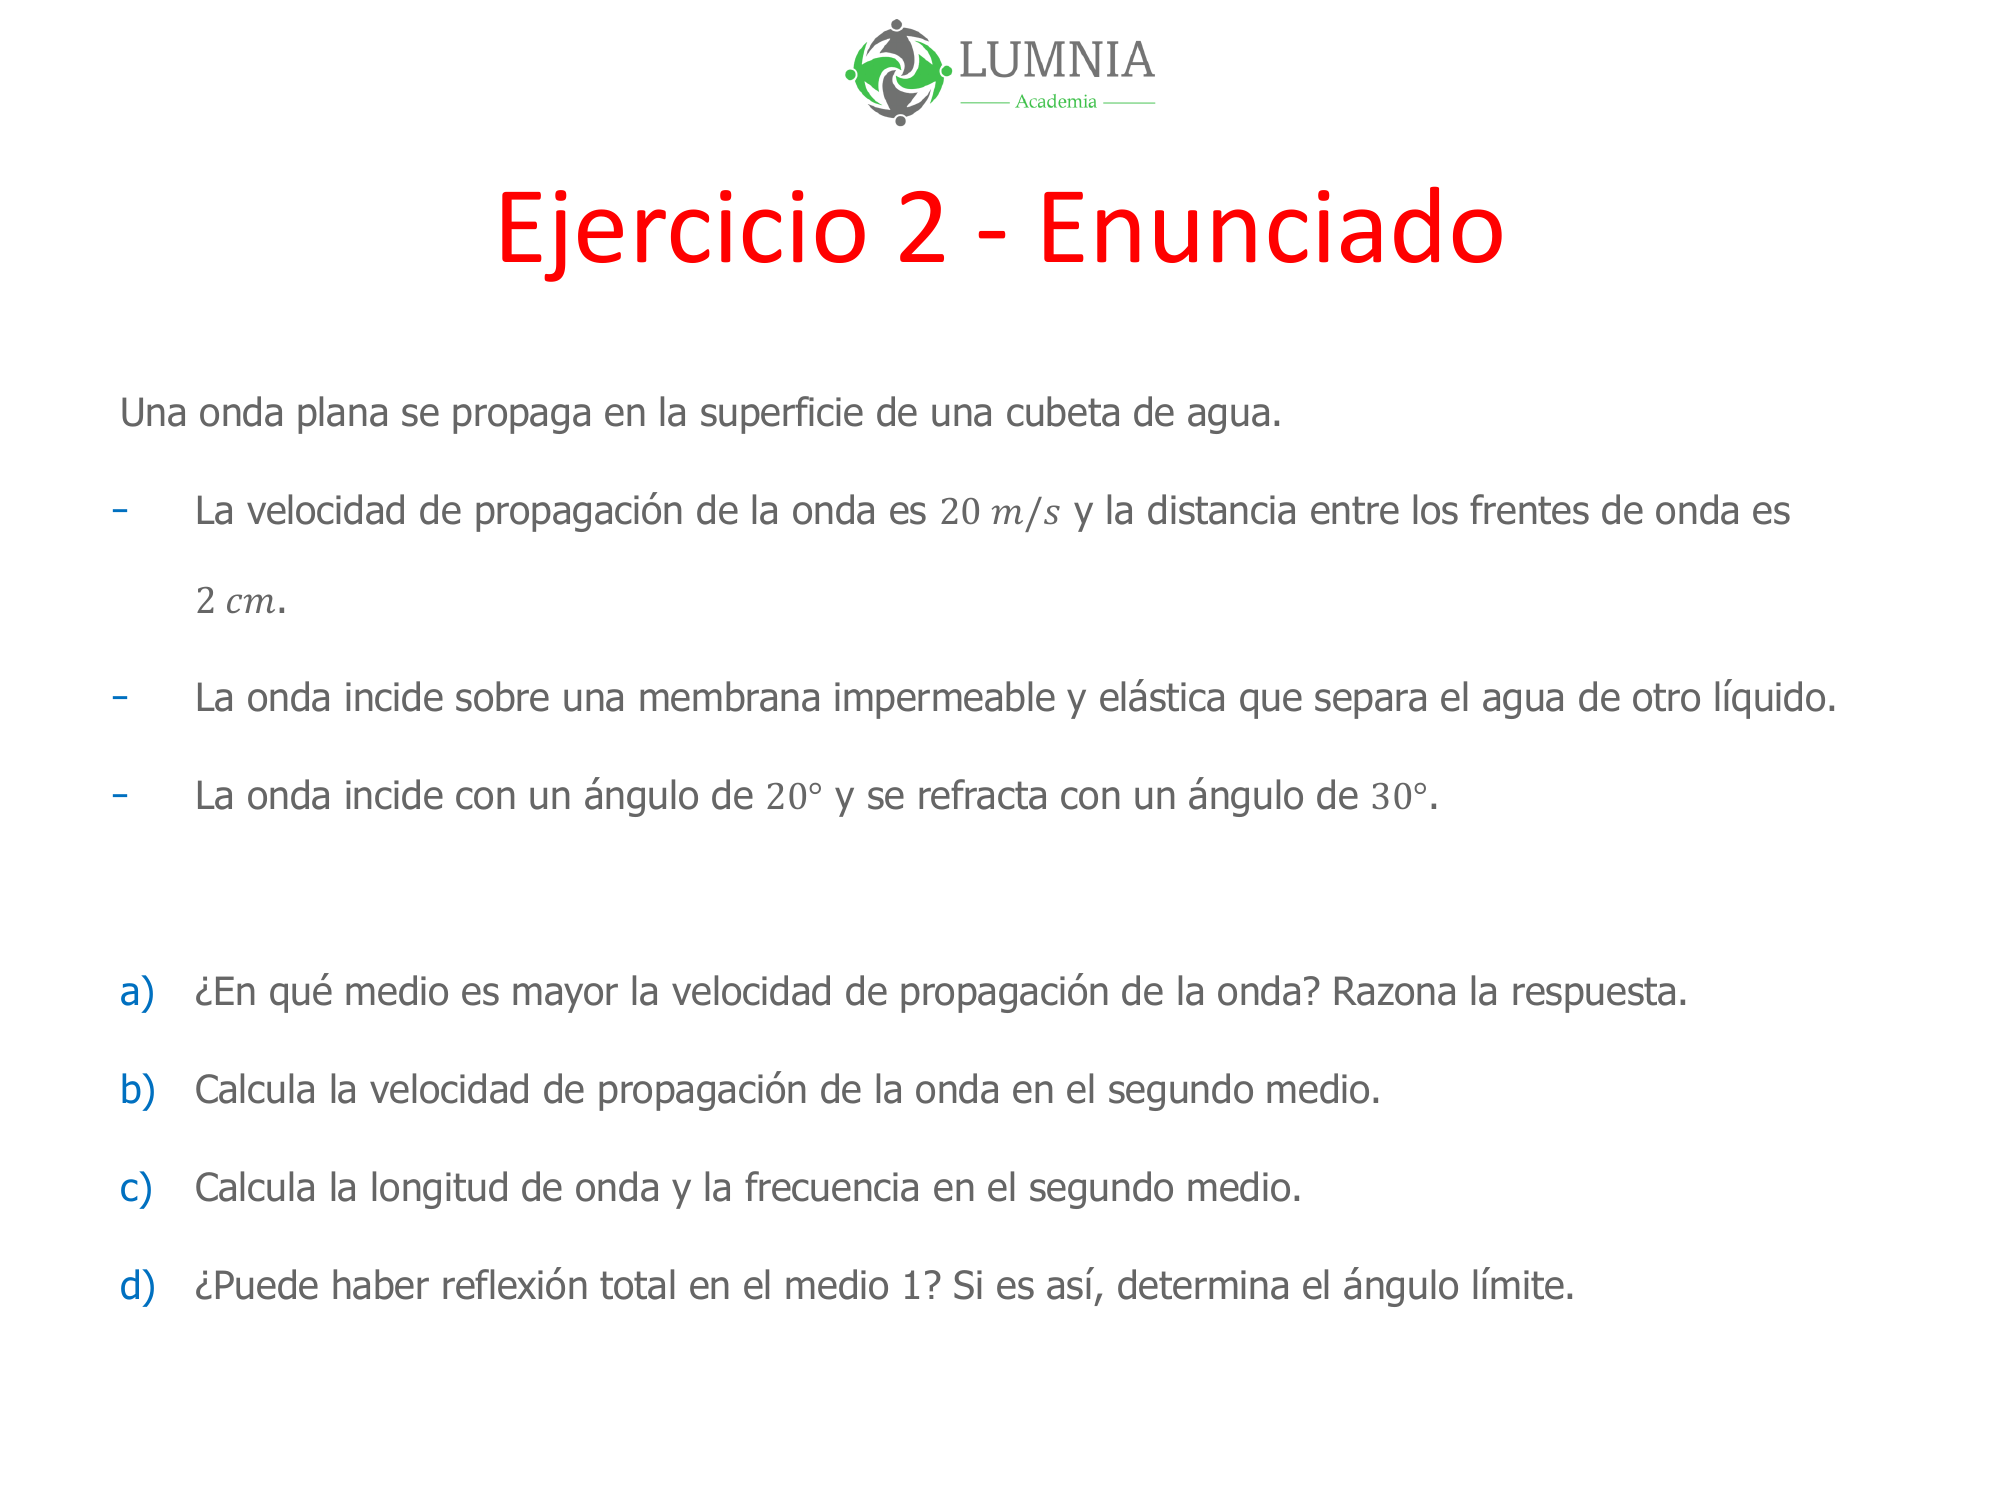 LUMNIA
Academia
Ejercicio 2 - Enunciado
Una onda plana se propaga en la superficie de una cubeta de agua.
- La velocidad de propagación de la onda es 20 m/s y la distancia entre los frentes de onda es
2 cm.
- La onda incide sobre una membrana impermeable y elástica que separa el agua de otro líquido.
- La onda incide con un ángulo de 20° y se refracta con un ángulo de 30°.
a) ¿En qué medio es mayor la velocidad de propagación de la onda? Razona la respuesta.
b) Calcula la velocidad de propagación de la onda en el segundo medio.
c) Calcula la longitud de onda y la frecuencia en el segundo medio.
d) ¿Puede haber reflexión total en el medio 1? Si es así, determina el ángulo límite.